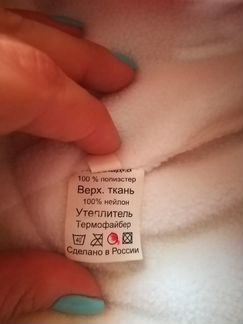 100 % полиэстер
Верх. ткань
100% нейлон
Утеплитель
Термофайбер
Сделано в России